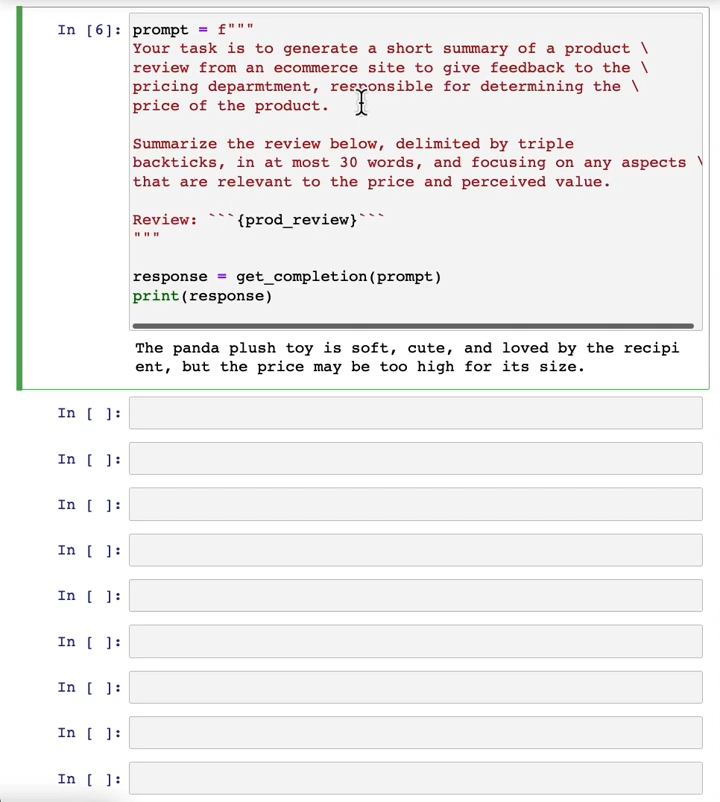 In [6]: prompt = f"""
Your task is to generate a short summary of a product \
review from an ecommerce site to give feedback to the \
pricing deparmtment, responsible for determining the \
price of the product.
Summarize the review below, delimited by triple
backticks, in at most 30 words, and focusing on any aspects \
that are relevant to the price and perceived value.
Review: ```{prod_review}```
"""
response = get_completion(prompt)
print(response)
The panda plush toy is soft, cute, and loved by the recipi
ent, but the price may be too high for its size.
In [ ]:
In [ ]:
In [ ]:
In [ ]:
In [ ]:
In [ ]:
In [ ]:
In [ ]:
In [ ]: